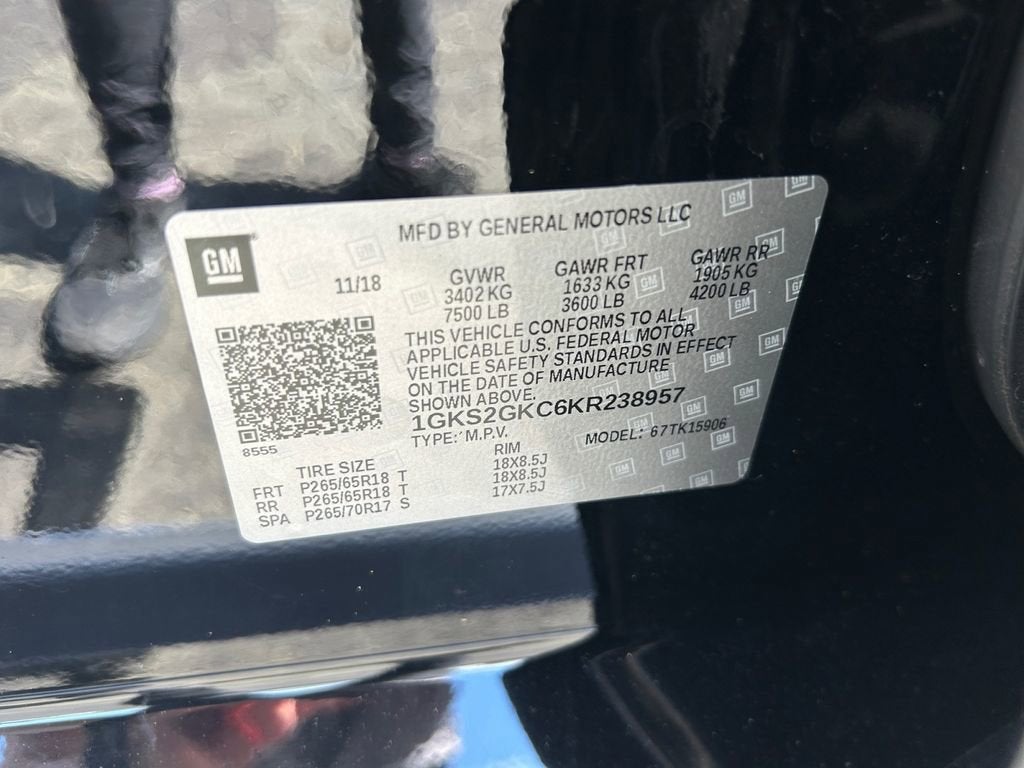 MFD BY GENERAL MOTORS LLC
GM
11/18
GVWR
3402 KG
7500 LB
GAWR FRT
1633 KG
3600 LB
GAWR RR
1905 KG
4200 LB
THIS VEHICLE CONFORMS TO ALL
APPLICABLE U.S. FEDERAL MOTOR
VEHICLE SAFETY STANDARDS IN EFFECT
ON THE DATE OF MANUFACTURE
SHOWN ABOVE.
1GKS2GKC6KR238957
TYPE: M.P.V. MODEL: 67TK15906
8555
TIRE SIZE RIM
FRT P265/65R18 T 18X8.5J
RR P265/65R18 T 18X8.5J
SPA P265/70R17 S 17X7.5J